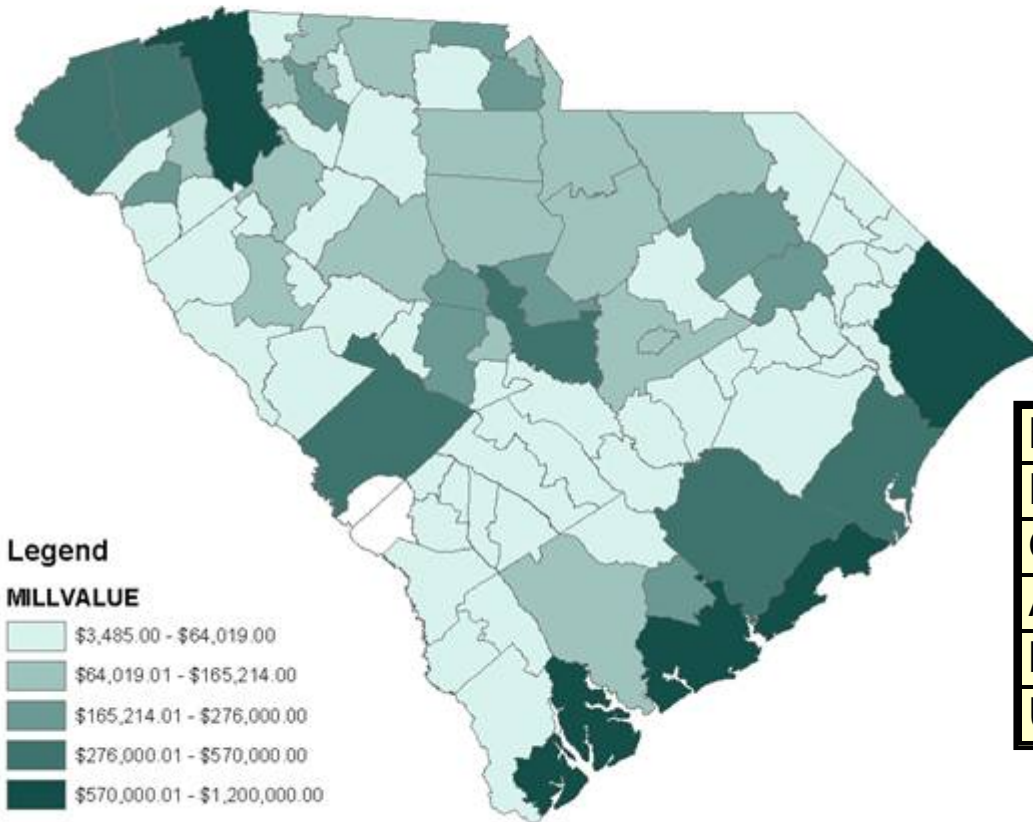 Legend
MILLVALUE
$3,485.00 - $64,019.00
$64,019.01 - $165,214.00
$165,214.01 - $276,000.00
$276,000.01 - $570,000.00
$570,000.01 - $1,200,000.00